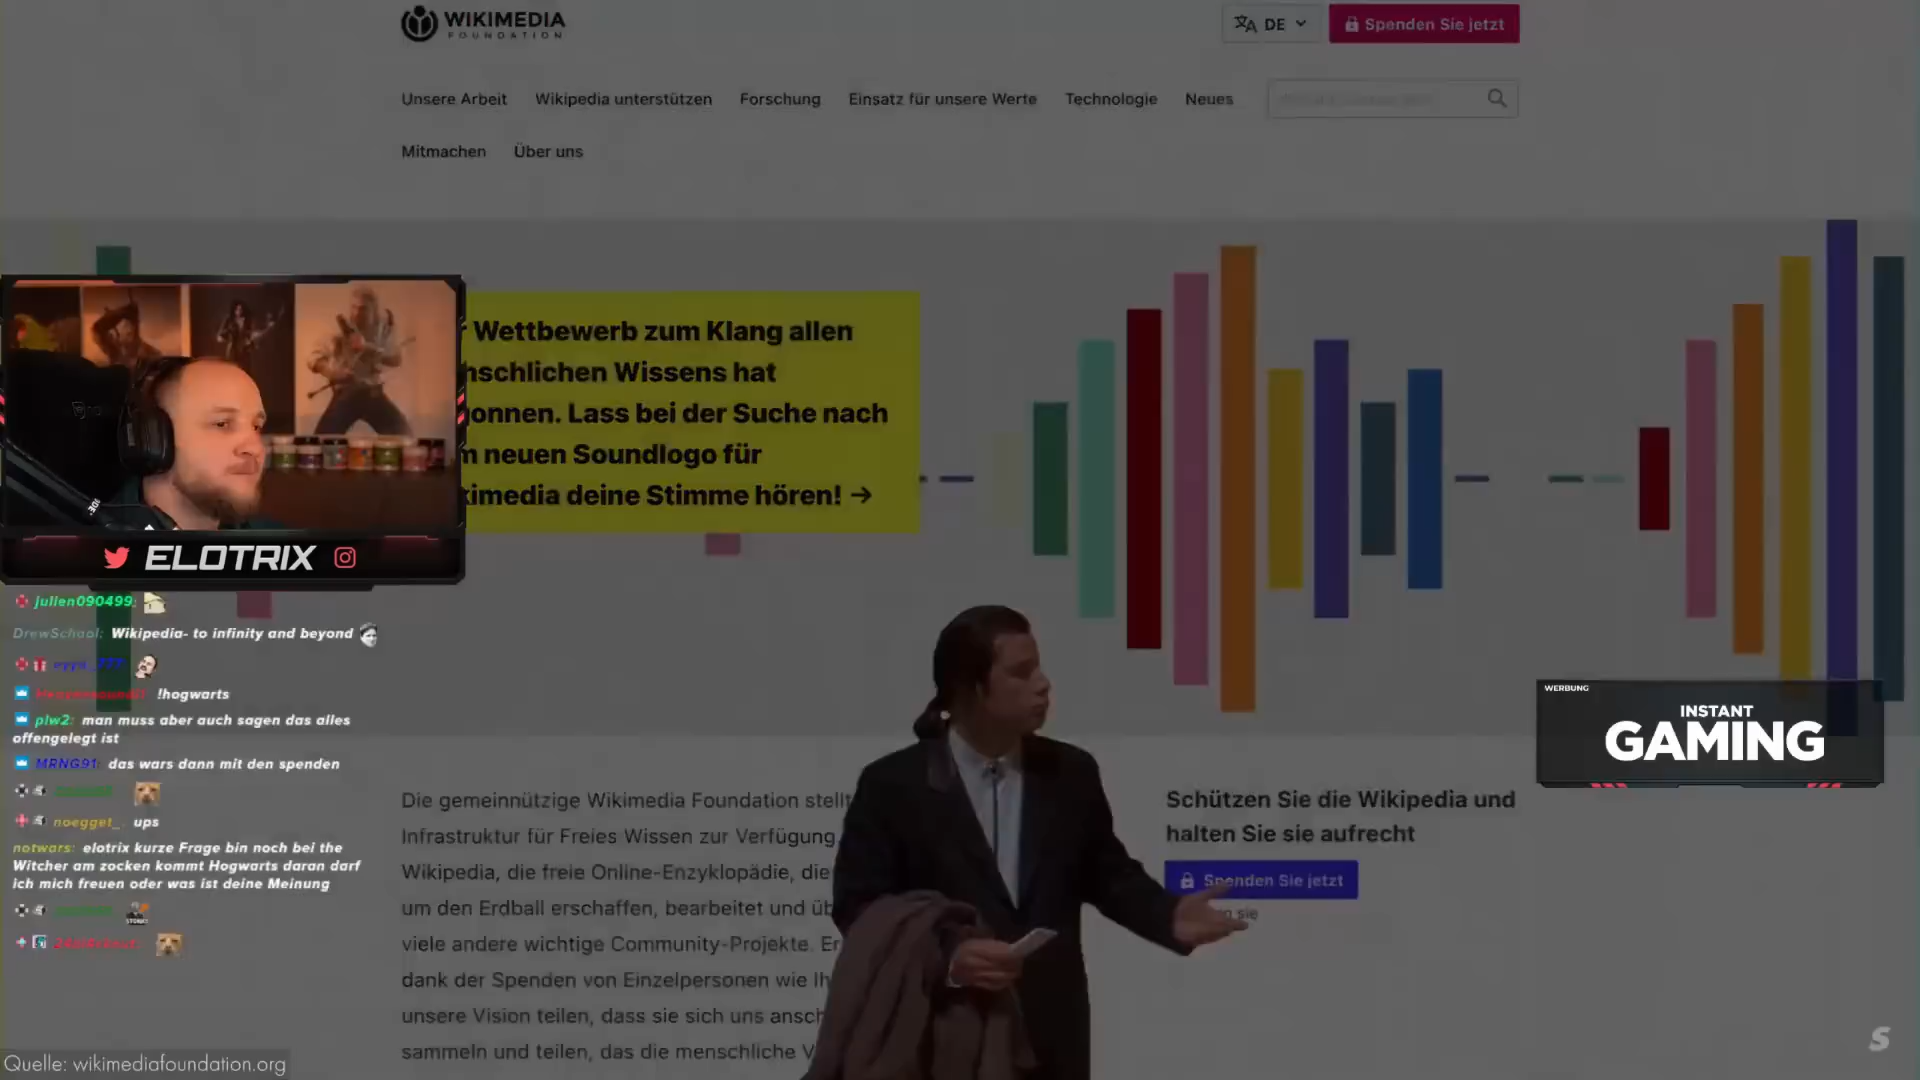 WIKIMEDIA
FOUNDATION
DE
Spenden Sie jetzt
Unsere Arbeit Wikipedia unterstützen Forschung Einsatz für unsere Werte Technologie Neues
Mitmachen Über uns
r Wettbewerb zum Klang allen
nschlichen Wissens hat
onnen. Lass bei der Suche nach
m neuen Soundlogo für
kimedia deine Stimme hören! →
ELOTRIX
julien090499:
DrewSchool: Wikipedia- to infinity and beyond
!hogwarts
plw2: man muss aber auch sagen das alles
offengelegt ist
MRNG91: das wars dann mit den spenden
noegget_: ups
notwars: elotrix kurze Frage bin noch bei the
Witcher am zocken kommt Hogwarts daran darf
ich mich freuen oder was ist deine Meinung
WERBUNG
INSTANT
GAMING
Die gemeinnützige Wikimedia Foundation stellt
Infrastruktur für Freies Wissen zur Verfügung
Wikipedia, die freie Online-Enzyklopädie, die
um den Erdball erschaffen, bearbeitet und üb
viele andere wichtige Community-Projekte. Er
dank der Spenden von Einzelpersonen wie Ih
unsere Vision teilen, dass sie sich uns ansch
sammeln und teilen, das die menschliche V
Schützen Sie die Wikipedia und
halten Sie sie aufrecht
Spenden Sie jetzt
sie
Quelle: wikimediafoundation.org